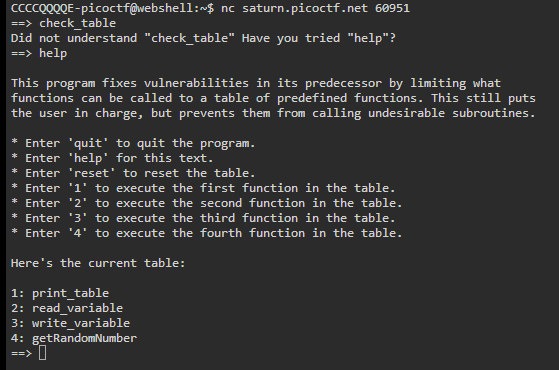 CCCCQQQQE-picoctf@webshell:~$ nc saturn.picoctf.net 60951
==> check_table
Did not understand "check_table" Have you tried "help"?
==> help
This program fixes vulnerabilities in its predecessor by limiting what
functions can be called to a table of predefined functions. This still puts
the user in charge, but prevents them from calling undesirable subroutines.
* Enter 'quit' to quit the program.
* Enter 'help' for this text.
* Enter 'reset' to reset the table.
* Enter '1' to execute the first function in the table.
* Enter '2' to execute the second function in the table.
* Enter '3' to execute the third function in the table.
* Enter '4' to execute the fourth function in the table.
Here's the current table:
1: print_table
2: read_variable
3: write_variable
4: getRandomNumber
==>